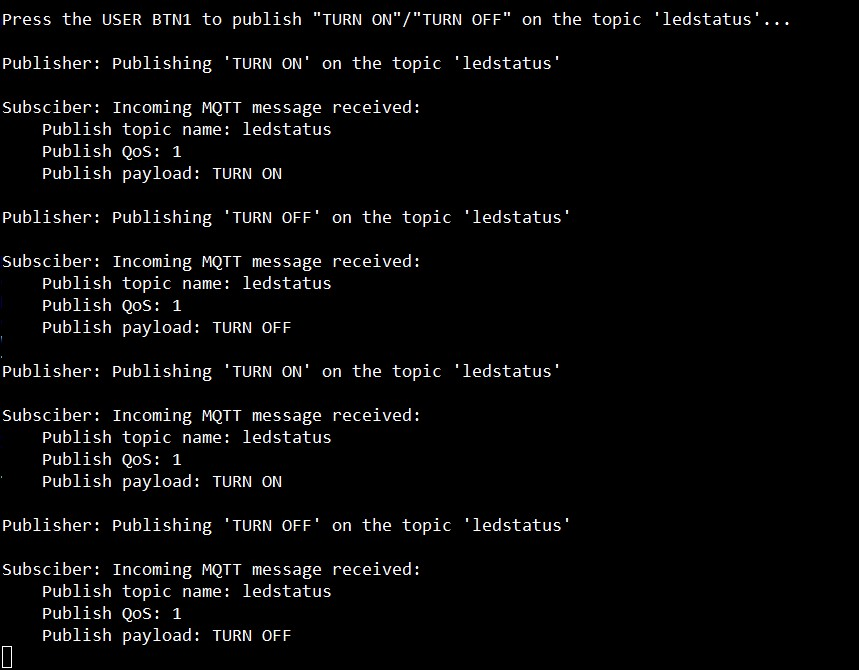 Press the USER BTN1 to publish "TURN ON"/"TURN OFF" on the topic 'ledstatus'...
Publisher: Publishing 'TURN ON' on the topic 'ledstatus'
Subsciber: Incoming MQTT message received:
Publish topic name: ledstatus
Publish QoS: 1
Publish payload: TURN ON
Publisher: Publishing 'TURN OFF' on the topic 'ledstatus'
Subsciber: Incoming MQTT message received:
Publish topic name: ledstatus
Publish QoS: 1
Publish payload: TURN OFF
Publisher: Publishing 'TURN ON' on the topic 'ledstatus'
Subsciber: Incoming MQTT message received:
Publish topic name: ledstatus
Publish QoS: 1
Publish payload: TURN ON
Publisher: Publishing 'TURN OFF' on the topic 'ledstatus'
Subsciber: Incoming MQTT message received:
Publish topic name: ledstatus
Publish QoS: 1
Publish payload: TURN OFF